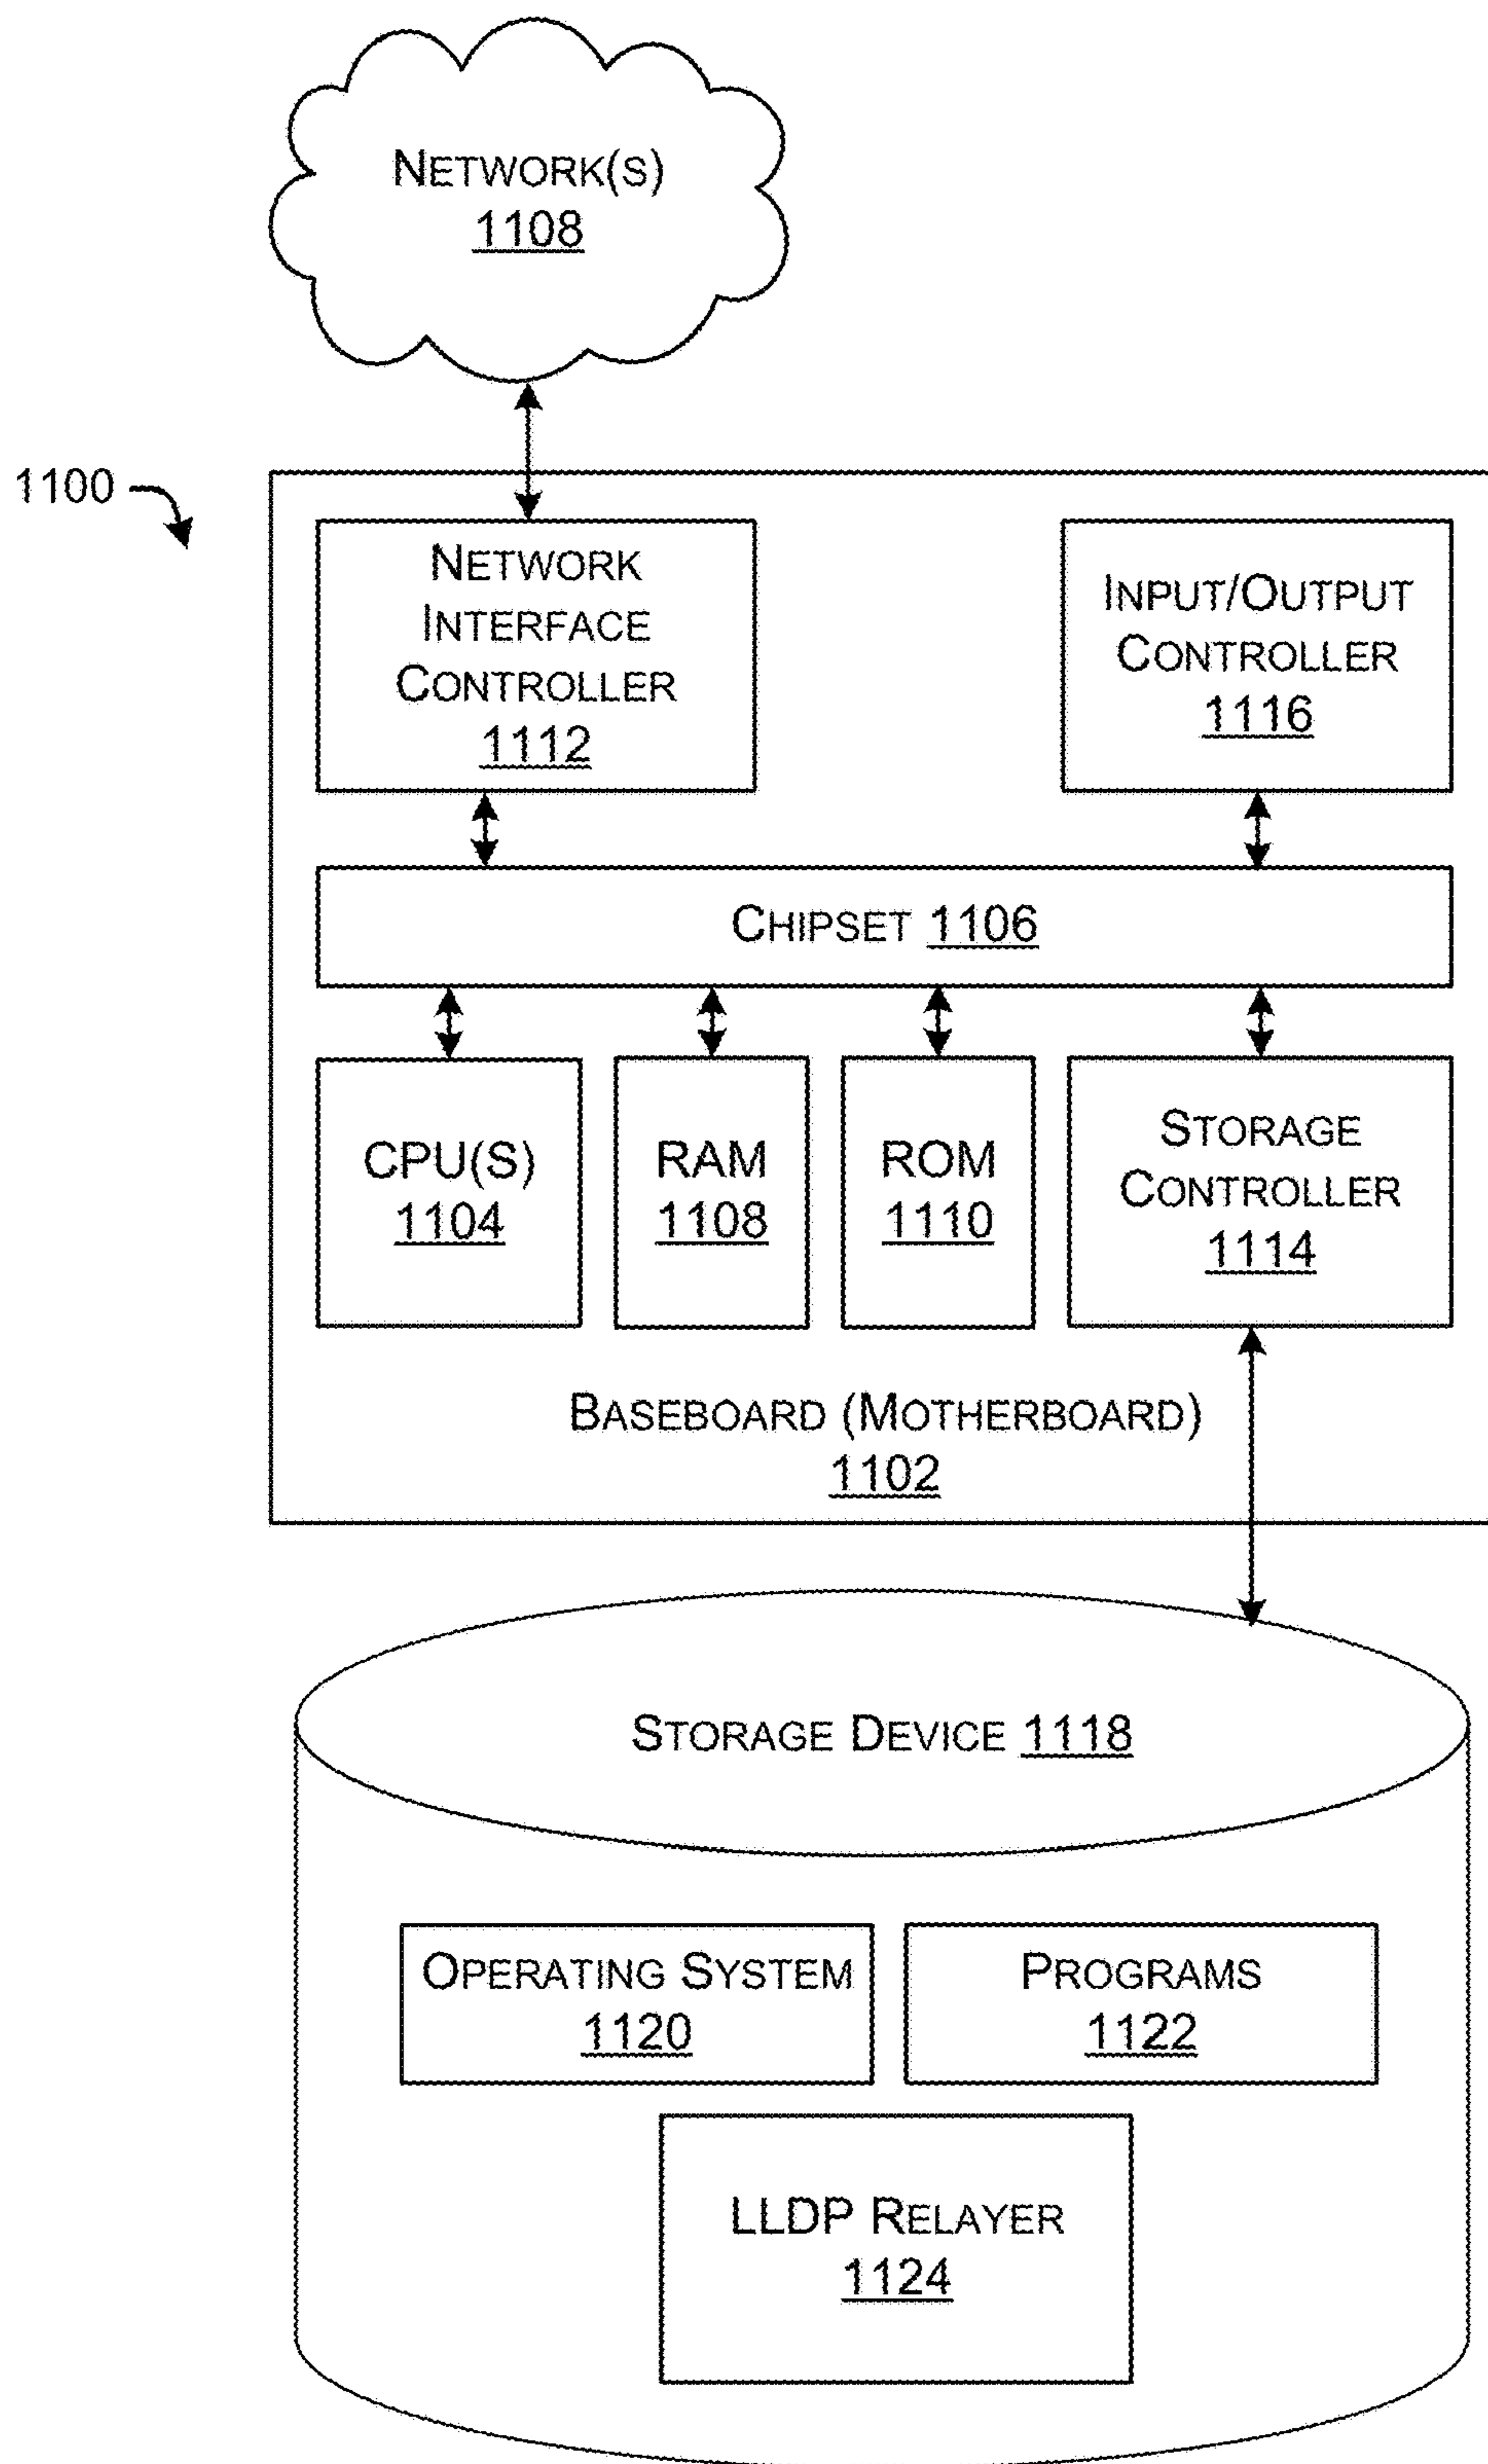 NETWORK(S)
1108
1100
NETWORK
INTERFACE
CONTROLLER
1112
INPUT/OUTPUT
CONTROLLER
1116
CHIPSET 1106
CPU(S)
1104
RAM
1108
ROM
1110
STORAGE
CONTROLLER
1114
BASEBOARD (MOTHERBOARD)
1102
STORAGE DEVICE 1118
OPERATING SYSTEM
1120
PROGRAMS
1122
LLDP RELAYER
1124